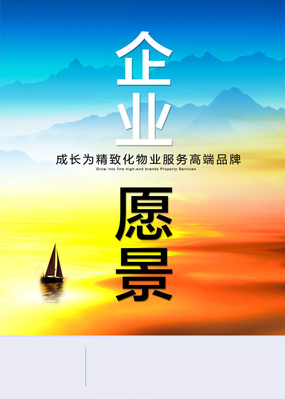 企业
成长为精致化物业服务高端品牌
Grow into fine high-end brands Property Services
愿景